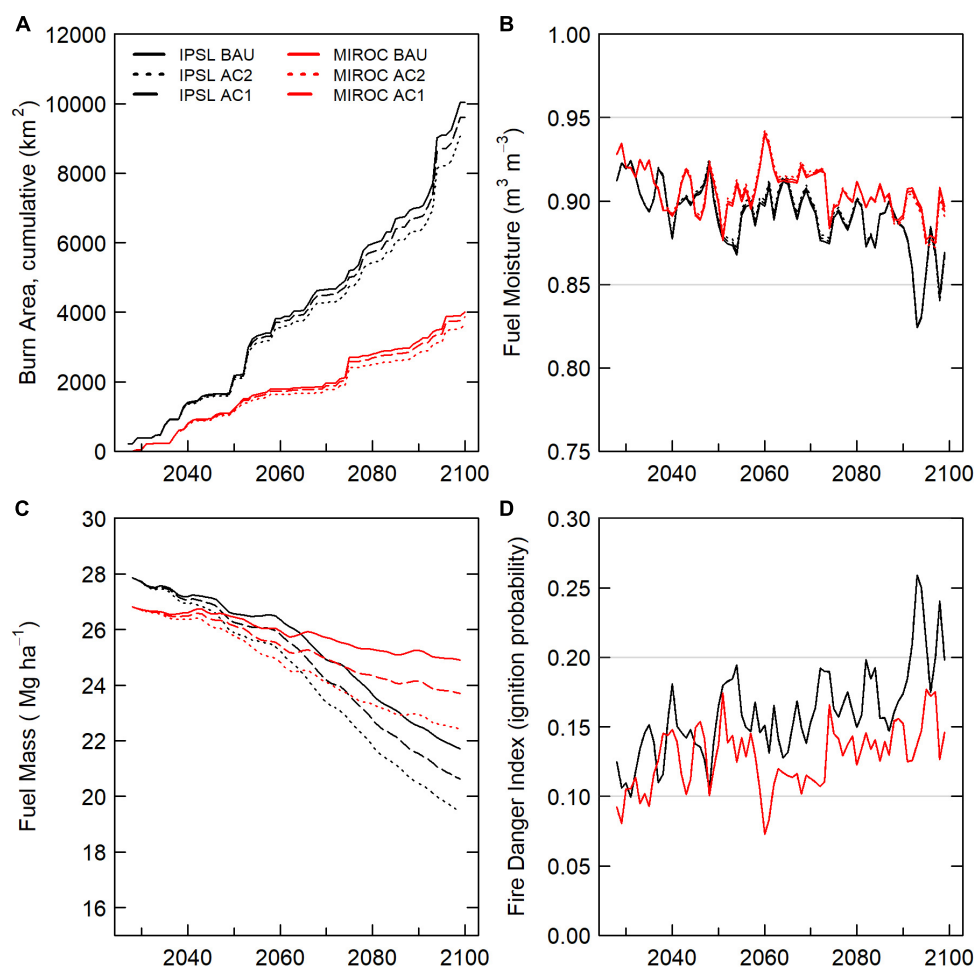 A
Burn Area, cumulative (km²)
12000
10000
8000
6000
4000
2000
0
IPSL BAU
IPSL AC2
IPSL AC1
MIROC BAU
MIROC AC2
MIROC AC1
2040 2060 2080 2100
B
Fuel Moisture (m³ m⁻³)
1.00
0.95
0.90
0.85
0.80
0.75
2040 2060 2080 2100
C
Fuel Mass ( Mg ha⁻¹)
30
28
26
24
22
20
18
16
2040 2060 2080 2100
D
Fire Danger Index (ignition probability)
0.30
0.25
0.20
0.15
0.10
0.05
0.00
2040 2060 2080 2100